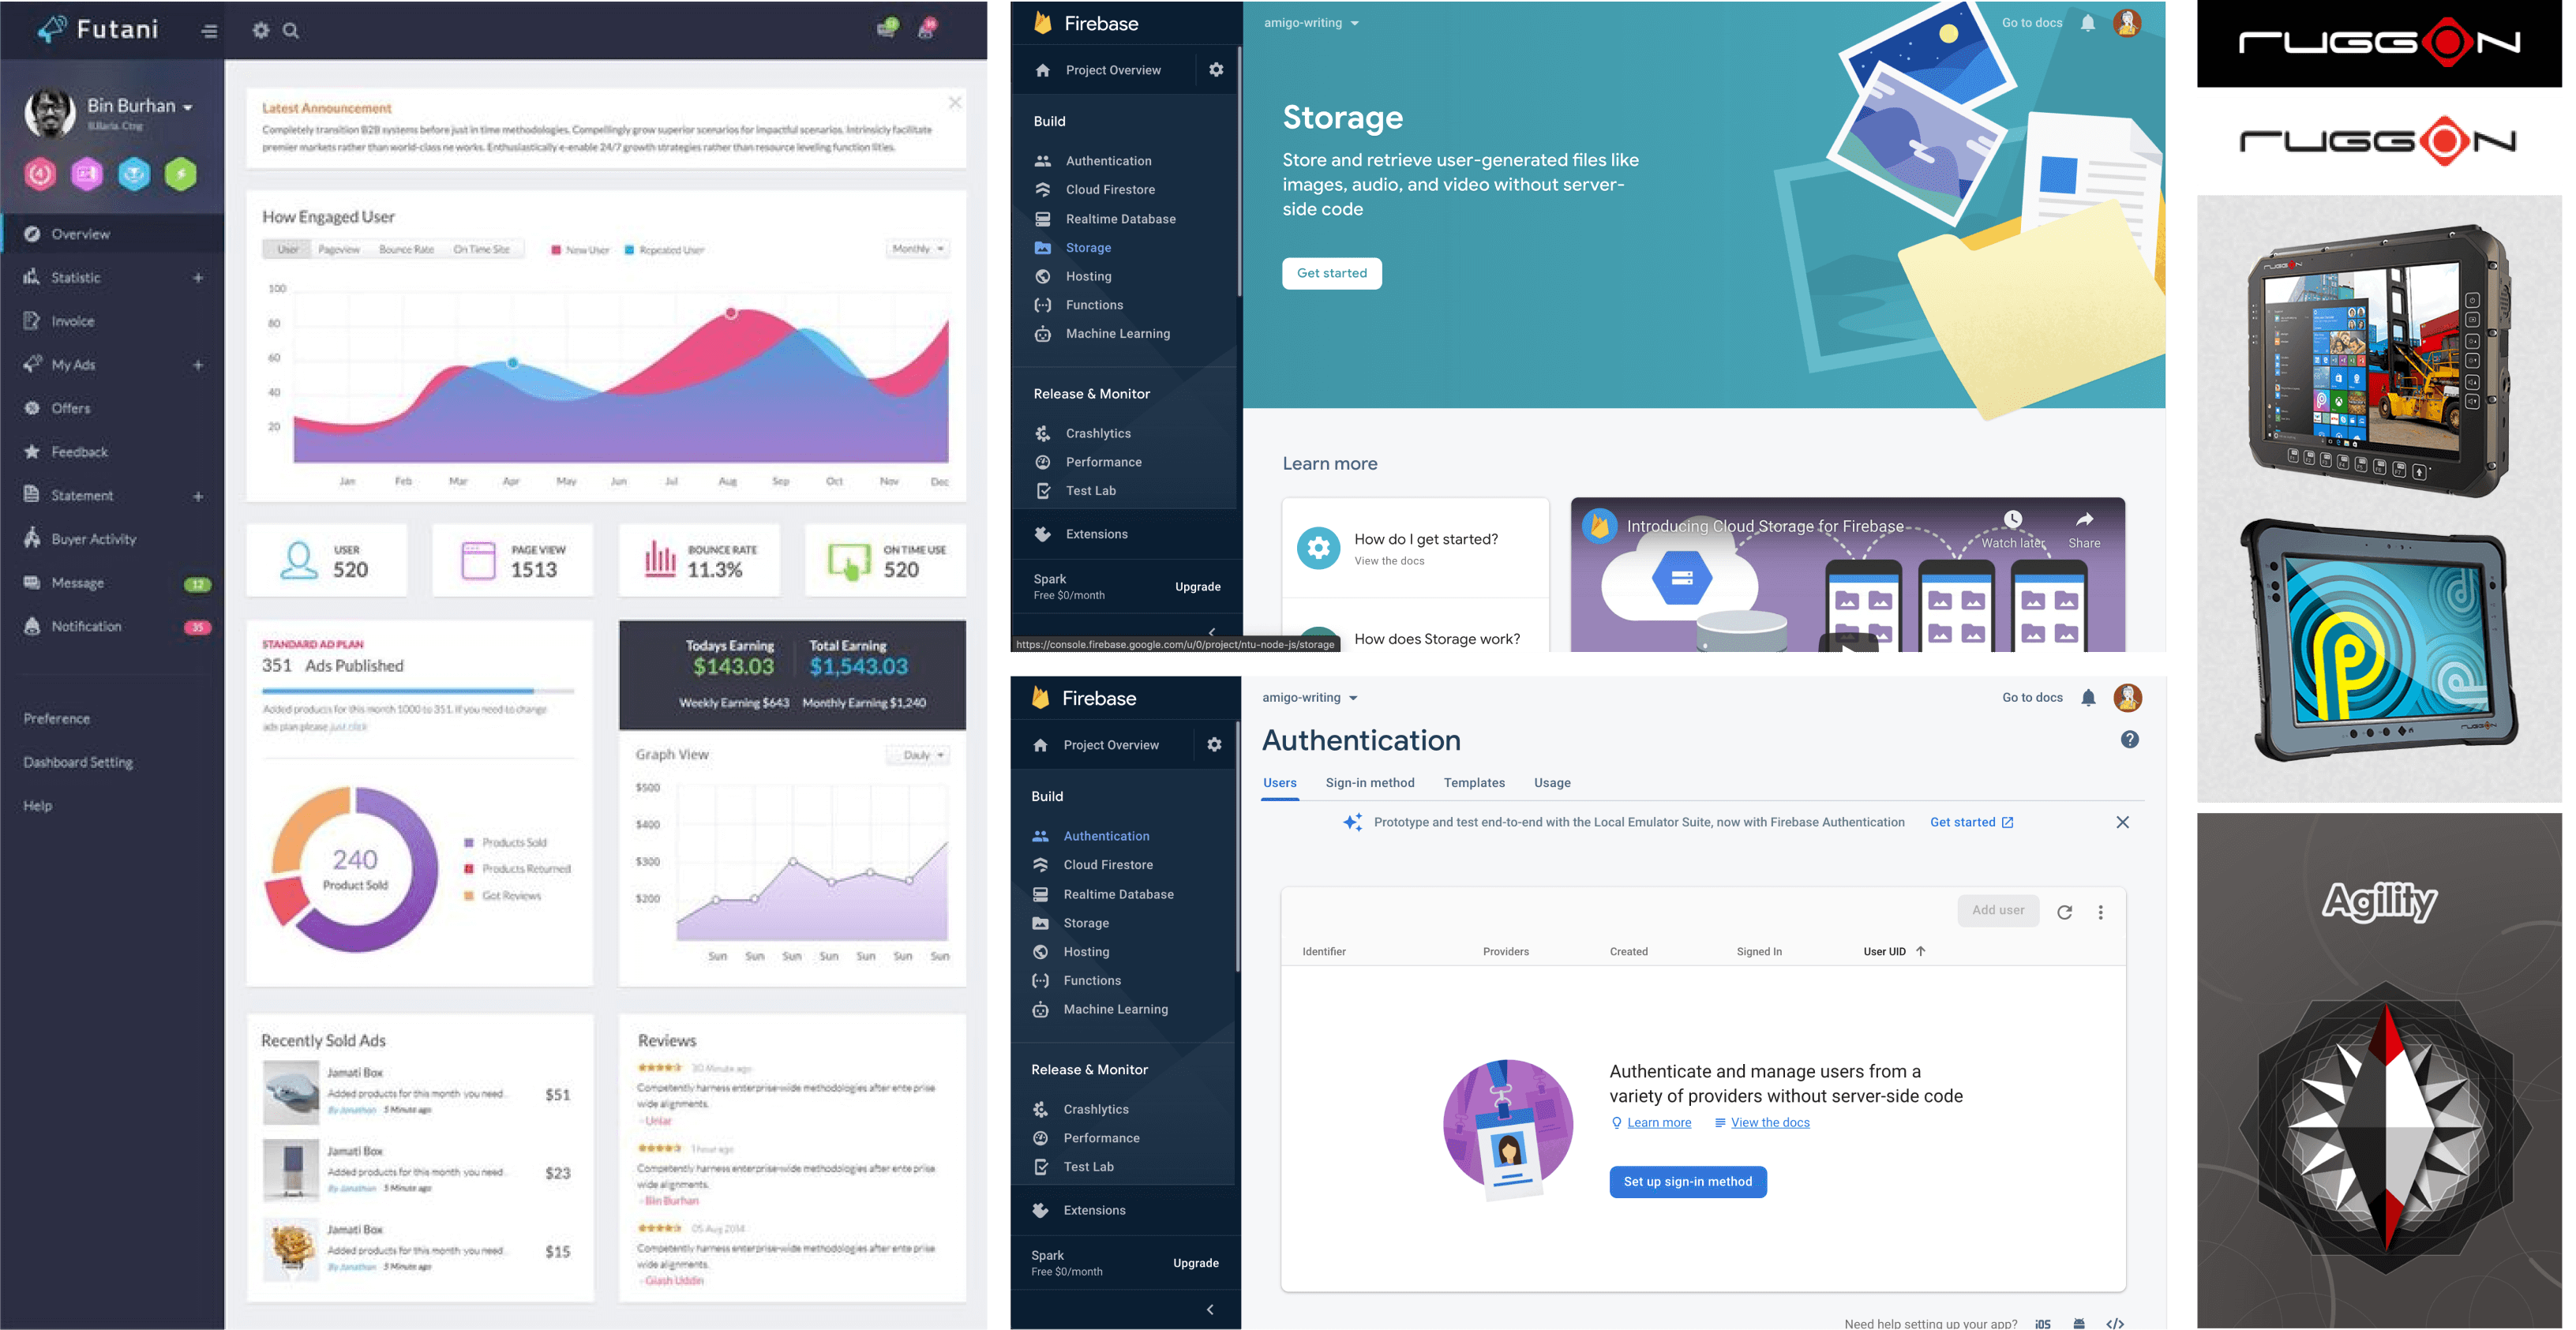 Futani
Bin Burhan
Overview
Statistic
Invoice
My Ads
Offers
Feedback
Statement
Buyer Activity
Message
12
Notification
35
Preference
Dashboard Setting
Help
Latest Announcement
Completely transition B2B systems before just in time methodologies. Compellingly grow superior scenarios for impactful scenarios. Intrinsicly facilitate
premier markets rather than world-class ne works. Enthusiastically e-enable 24/7 growth strategies rather than resource leveling function lities.
How Engaged User
User Pageview Bounce Rate On Time Site
New User Repeated User
Monthly
100
80
60
40
20
Jan Feb Mar Apr May Jun Jul Aug Sep Oct Nov Dec
USER
520
PAGE VIEW
1513
BOUNCE RATE
11.3%
ON TIME USE
520
STANDARD AD PLAN
351 Ads Published
Added products for this month 1000 to 351. If you need to change
ads plan please just click
240
Product Sold
Products Sold
Products Returned
Got Reviews
Todays Earning
$143.03
Total Earning
$1,543.03
Weekly Earning $643 Monthly Earning $1,240
Graph View
Daily
$500
$400
$300
$200
Sun Sun Sun Sun Sun Sun Sun
Recently Sold Ads
Jamati Box
Added products for this month you need
By Jonathan 5 Minute ago
$51
Jamati Box
Added products for this month you need
By Jonathan 5 Minute ago
$23
Jamati Box
Added products for this month you need
By Jonathan 5 Minute ago
$15
Reviews
30 Minute ago
Competently harness enterprise-wide methodologies after ente prise
wide alignments.
1 hour ago
Competently harness enterprise-wide methodologies after ente prise
wide alignments.
- Bin Burhan
05 Aug 2014
Competently harness enterprise-wide methodologies after ente prise
wide alignments.
- Giash Uddin
Firebase
Project Overview
Build
Authentication
Cloud Firestore
Realtime Database
Storage
Hosting
Functions
Machine Learning
Release & Monitor
Crashlytics
Performance
Test Lab
Extensions
Spark
Free $0/month
Upgrade
https://console.firebase.google.com/u/0/project/ntu-node-js/storage
amigo-writing
Go to docs
Storage
Store and retrieve user-generated files like
images, audio, and video without server-
side code
Get started
Learn more
How do I get started?
View the docs
How does Storage work?
Introducing Cloud Storage for Firebase
Watch later
Share
Firebase
Project Overview
Build
Authentication
Cloud Firestore
Realtime Database
Storage
Hosting
Functions
Machine Learning
Release & Monitor
Crashlytics
Performance
Test Lab
Extensions
Spark
Free $0/month
Upgrade
amigo-writing
Go to docs
Authentication
Users Sign-in method Templates Usage
Prototype and test end-to-end with the Local Emulator Suite, now with Firebase Authentication Get started
Add user
Identifier Providers Created Signed In User UID
Authenticate and manage users from a
variety of providers without server-side code
Learn more View the docs
Set up sign-in method
Need help setting up your app? iOS
RUGGON
RUGGON
RUGGON
RUGGON
Agility